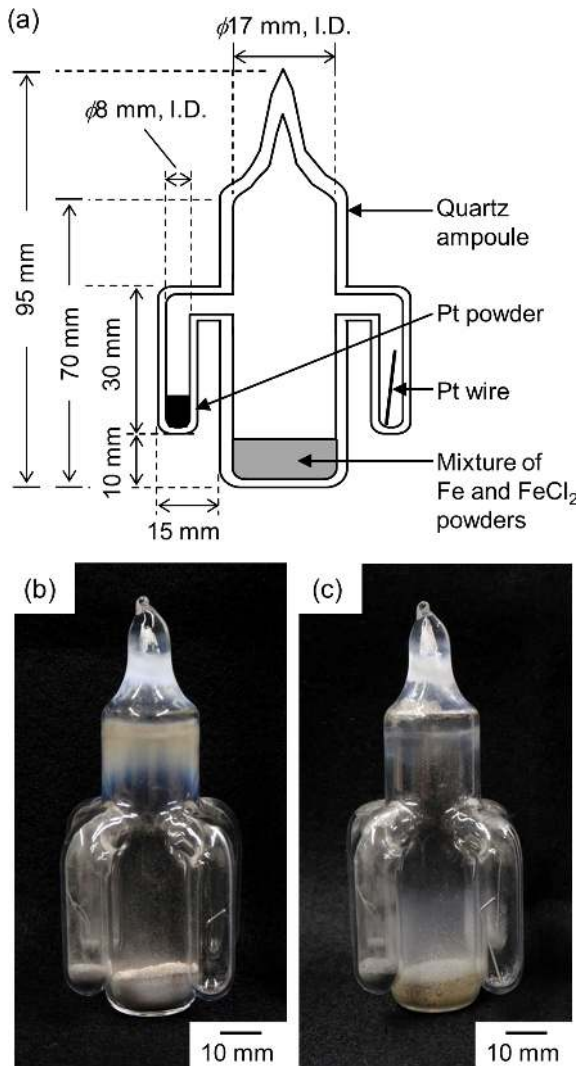 (a)
ϕ17 mm, I.D.
ϕ8 mm, I.D.
95 mm
70 mm
30 mm
10 mm
15 mm
Quartz
ampoule
Pt powder
Pt wire
Mixture of
Fe and FeCl₂
powders
(b)
(c)
10 mm
10 mm